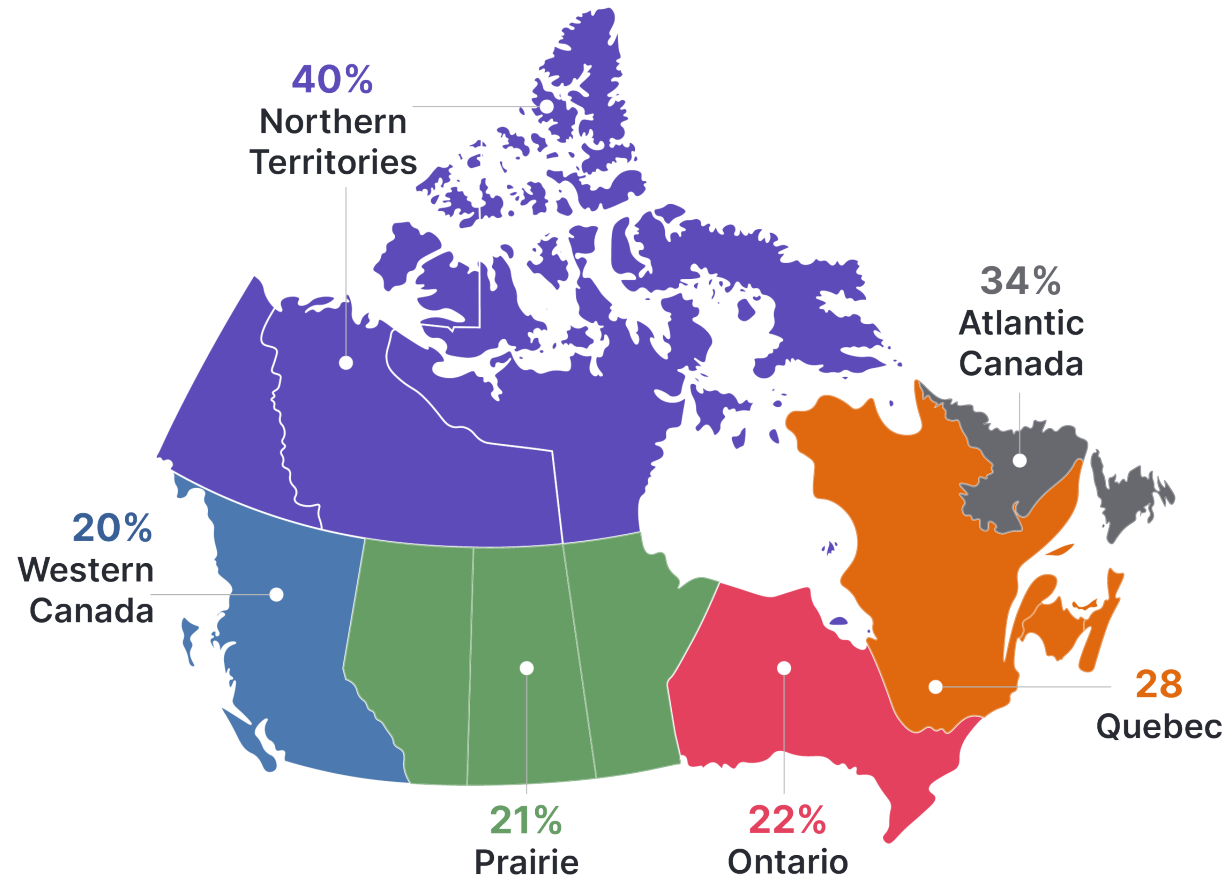 40%
Northern
Territories
34%
Atlantic
Canada
20%
Western
Canada
28
Quebec
21%
Prairie
22%
Ontario